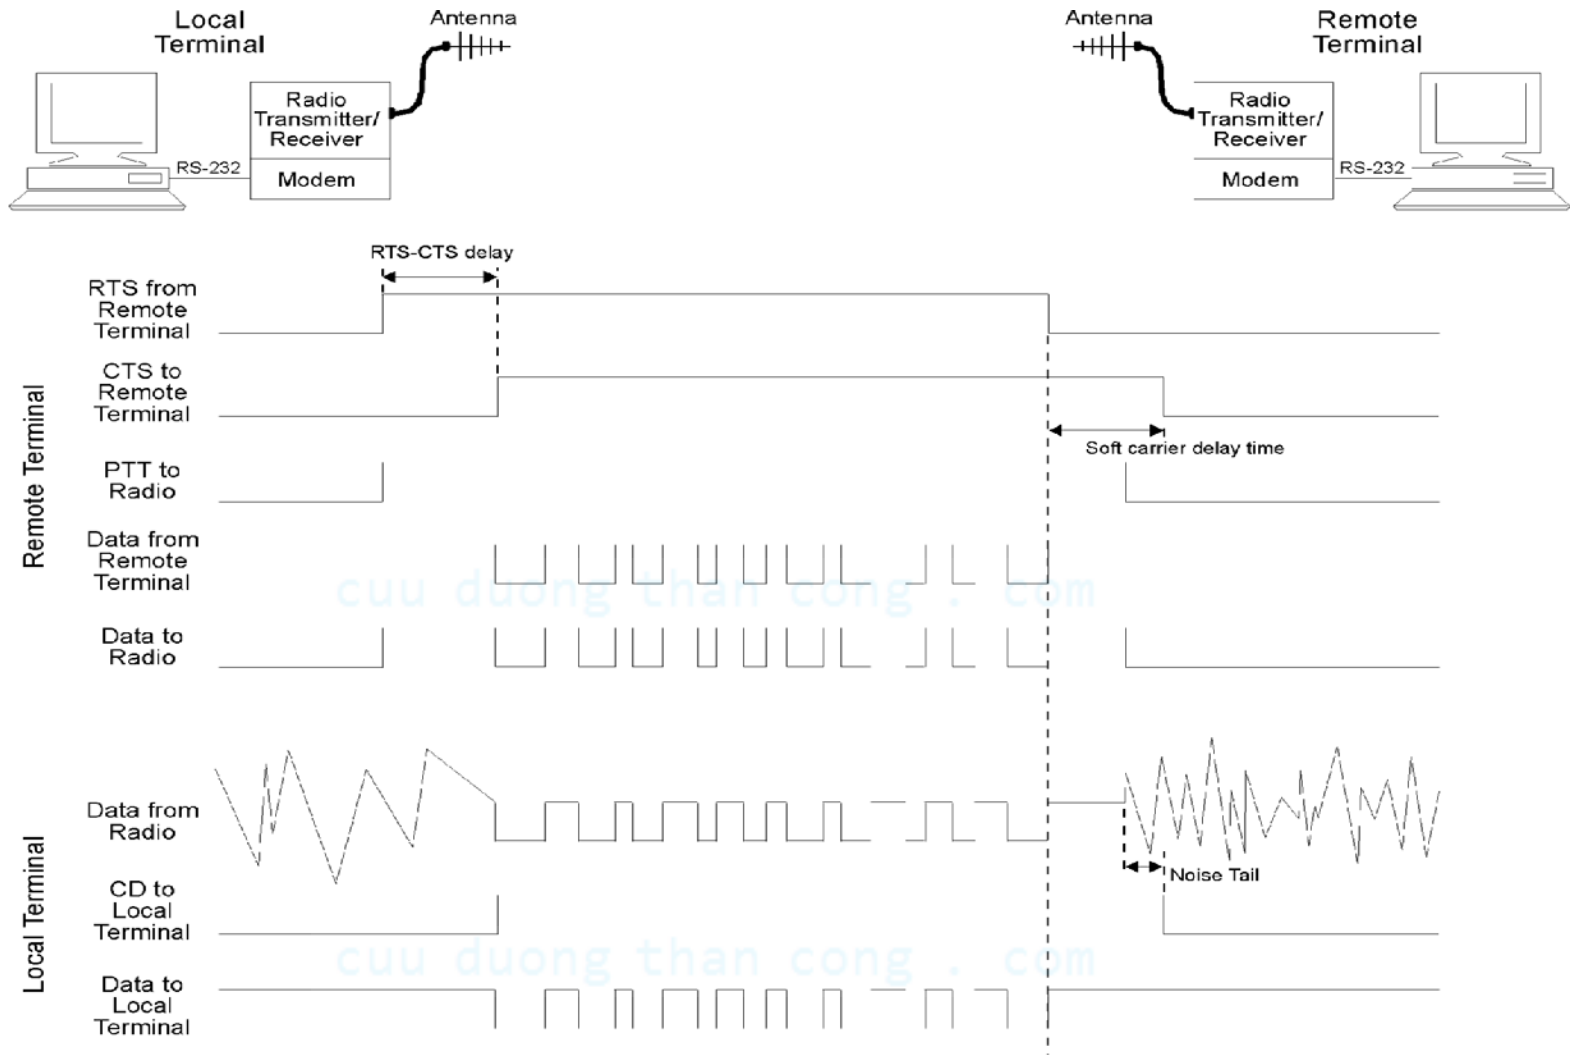 Local
Terminal
Antenna
Antenna
Remote
Terminal
Radio
Transmitter/
Receiver
Modem
RS-232
Radio
Transmitter/
Receiver
Modem
RS-232
RTS-CTS delay
RTS from
Remote
Terminal
CTS to
Remote
Terminal
Soft carrier delay time
PTT to
Radio
Remote Terminal
Data from
Remote
Terminal
cuu duong than cong . com
Data to
Radio
Data from
Radio
Noise Tail
CD to
Local
Terminal
Local Terminal
cuu duong than cong . com
Data to
Local
Terminal